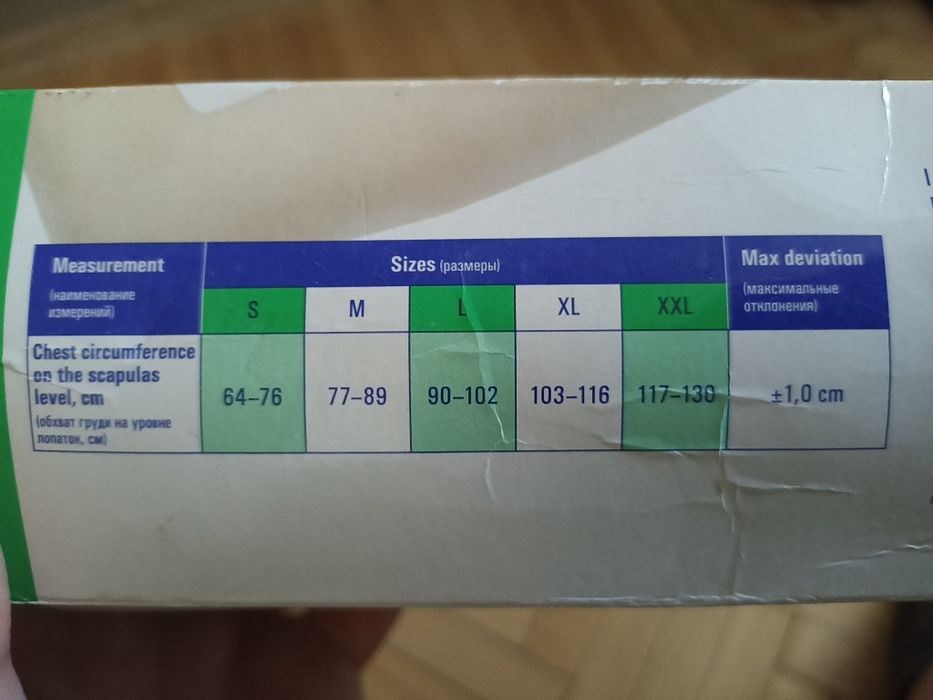 Measurement
(наименование
измерений)
Sizes (размеры)
Max deviation
(максимальные
отклонения)
S
M
L
XL
XXL
Chest circumference
on the scapulas
level, cm
(обхват груди на уровне
лопаток, см)
64–76
77–89
90–102
103–116
117–130
±1,0 cm